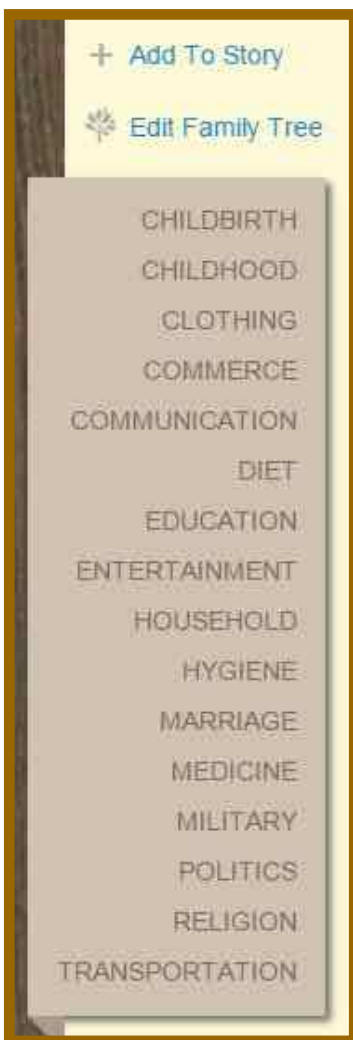 Add To Story
Edit Family Tree
CHILDBIRTH
CHILDHOOD
CLOTHING
COMMERCE
COMMUNICATION
DIET
EDUCATION
ENTERTAINMENT
HOUSEHOLD
HYGIENE
MARRIAGE
MEDICINE
MILITARY
POLITICS
RELIGION
TRANSPORTATION